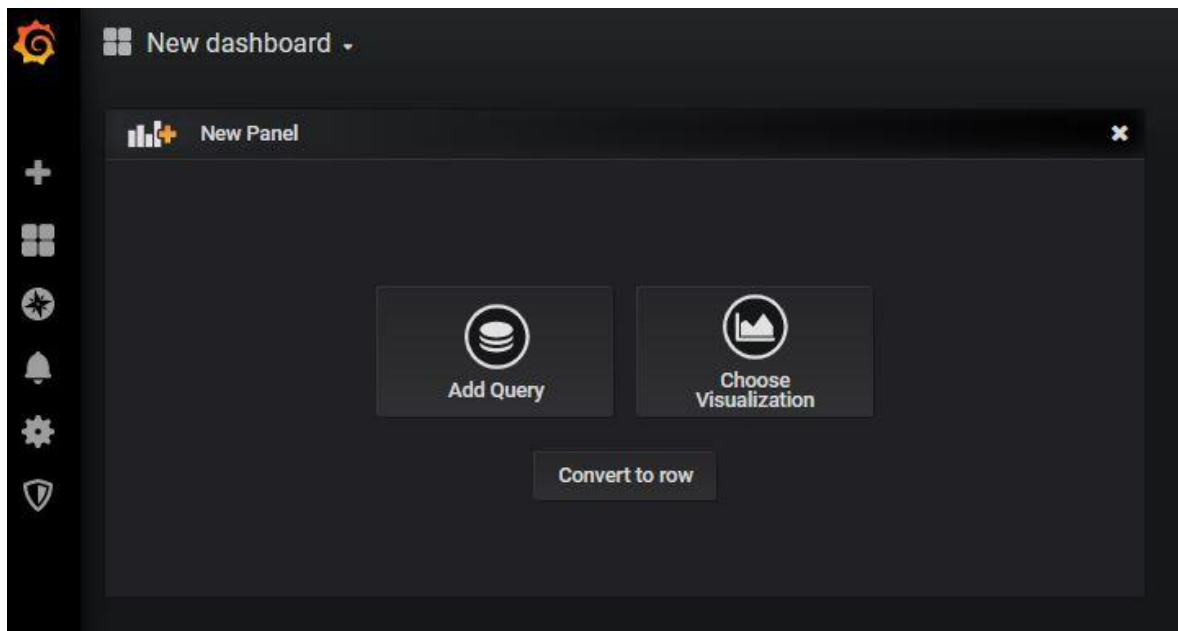 New dashboard
New Panel
Add Query
Choose
Visualization
Convert to row